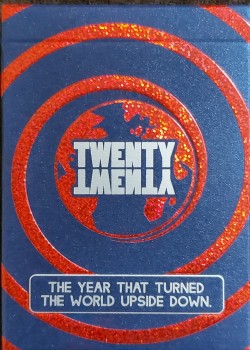 TWENTY
TWENTY
THE YEAR THAT TURNED
THE WORLD UPSIDE DOWN.